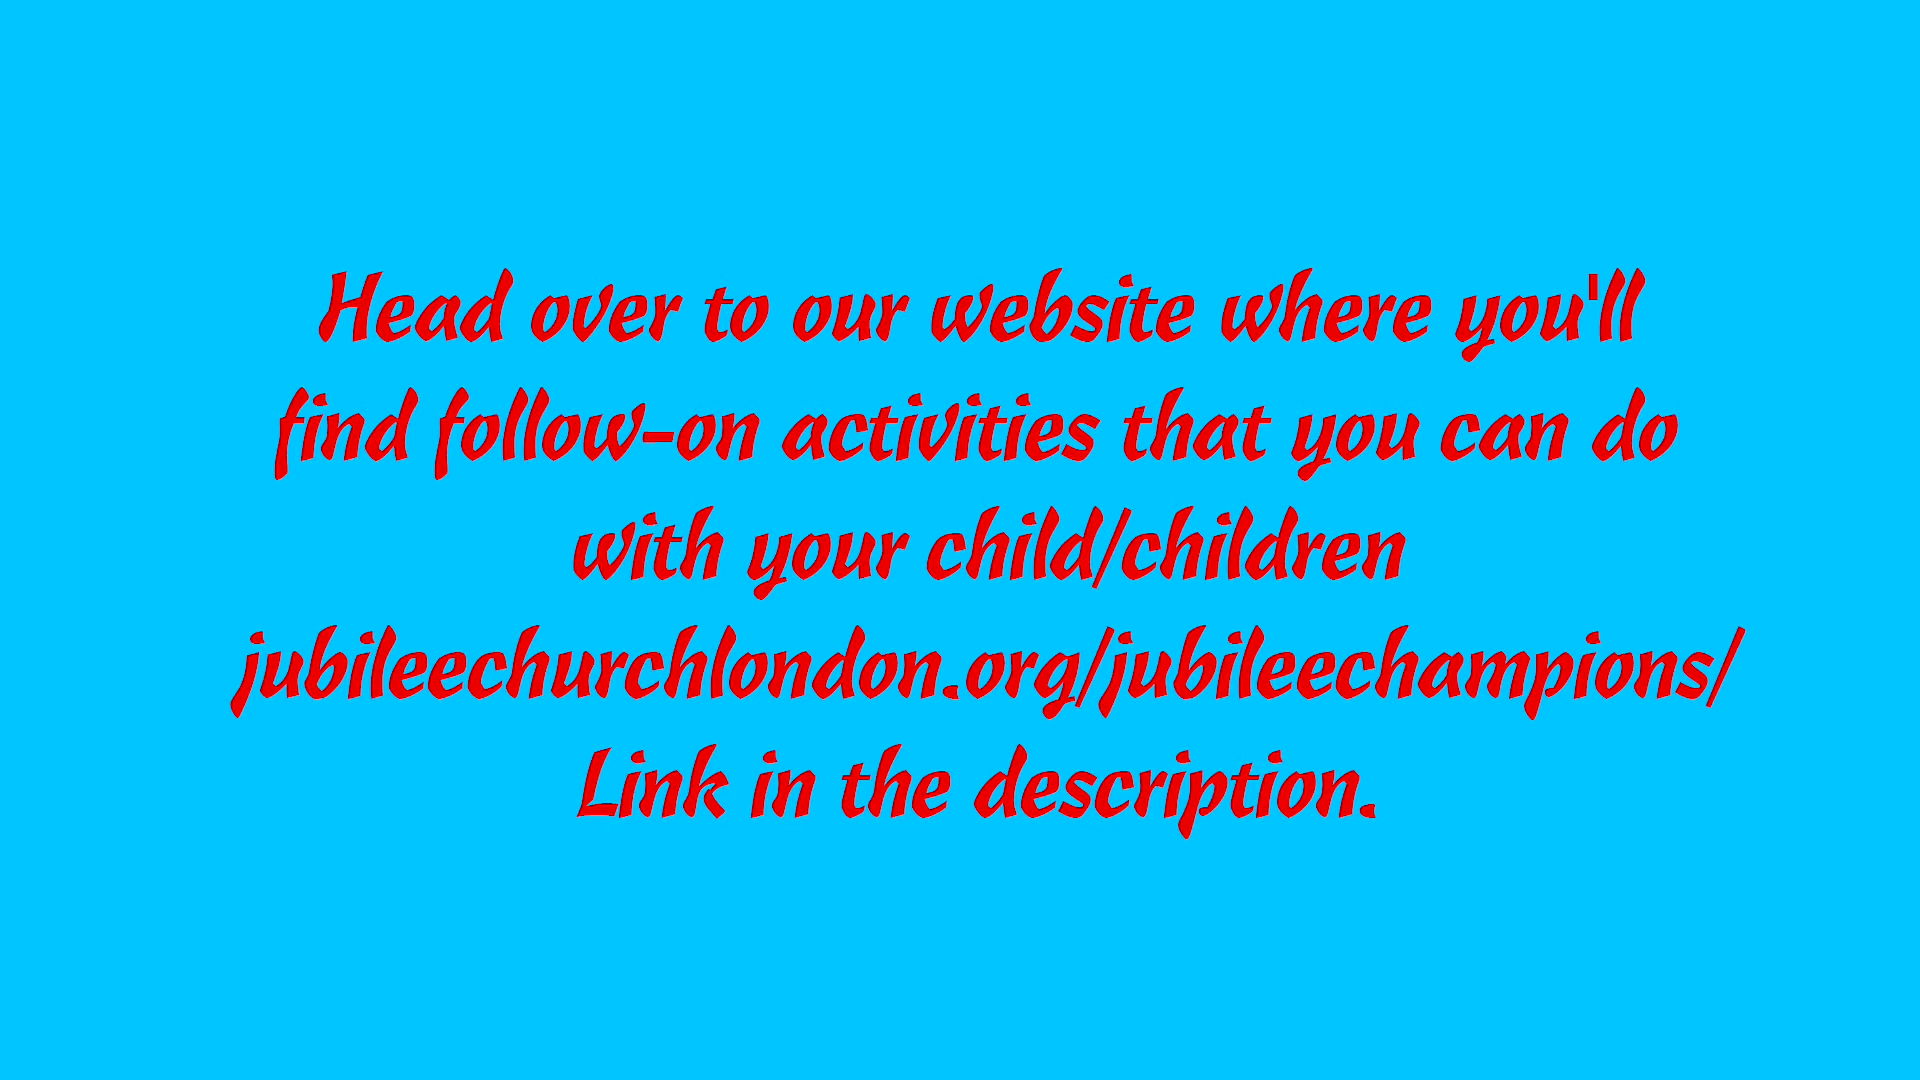 Head over to our website where you'll
find follow-on activities that you can do
with your child/children
jubileechurchlondon.org/jubileechampions/
Link in the description.